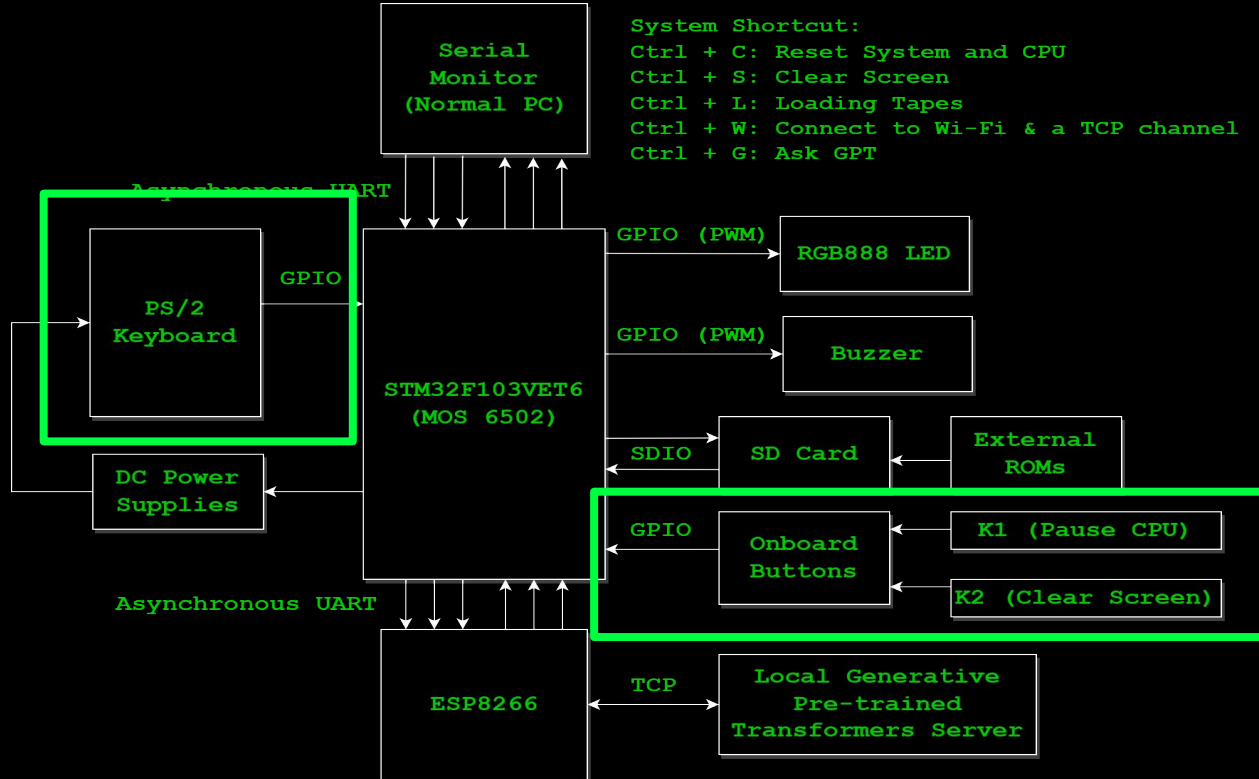 Serial
Monitor
(Normal PC)
System Shortcut:
Ctrl + C: Reset System and CPU
Ctrl + S: Clear Screen
Ctrl + L: Loading Tapes
Ctrl + W: Connect to Wi-Fi & a TCP channel
Ctrl + G: Ask GPT
Asynchronous UART
GPIO
PS/2
Keyboard
DC Power
Supplies
STM32F103VET6
(MOS 6502)
GPIO (PWM)
RGB888 LED
GPIO (PWM)
Buzzer
SDIO
SD Card
External
ROMs
GPIO
Onboard
Buttons
K1 (Pause CPU)
K2 (Clear Screen)
Asynchronous UART
ESP8266
TCP
Local Generative
Pre-trained
Transformers Server